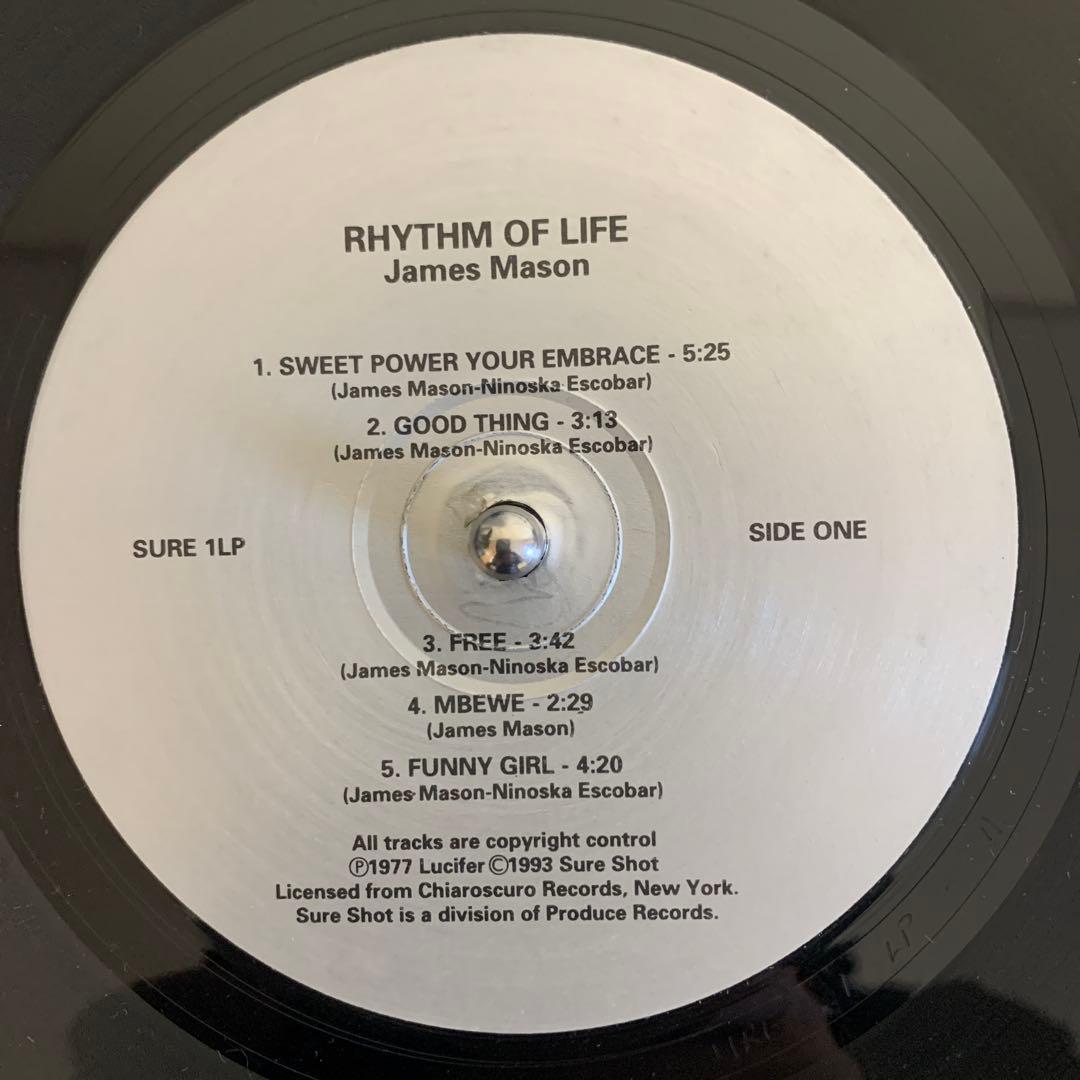 RHYTHM OF LIFE
James Mason
1. SWEET POWER YOUR EMBRACE - 5:25
(James Mason-Ninoska Escobar)
2. GOOD THING - 3:13
(James Mason-Ninoska Escobar)
SURE 1LP
SIDE ONE
3. FREE - 3:42
(James Mason-Ninoska Escobar)
4. MBEWE - 2:29
(James Mason)
5. FUNNY GIRL - 4:20
(James Mason-Ninoska Escobar)
All tracks are copyright control
Ⓟ1977 Lucifer ©1993 Sure Shot
Licensed from Chiaroscuro Records, New York.
Sure Shot is a division of Produce Records.
LP